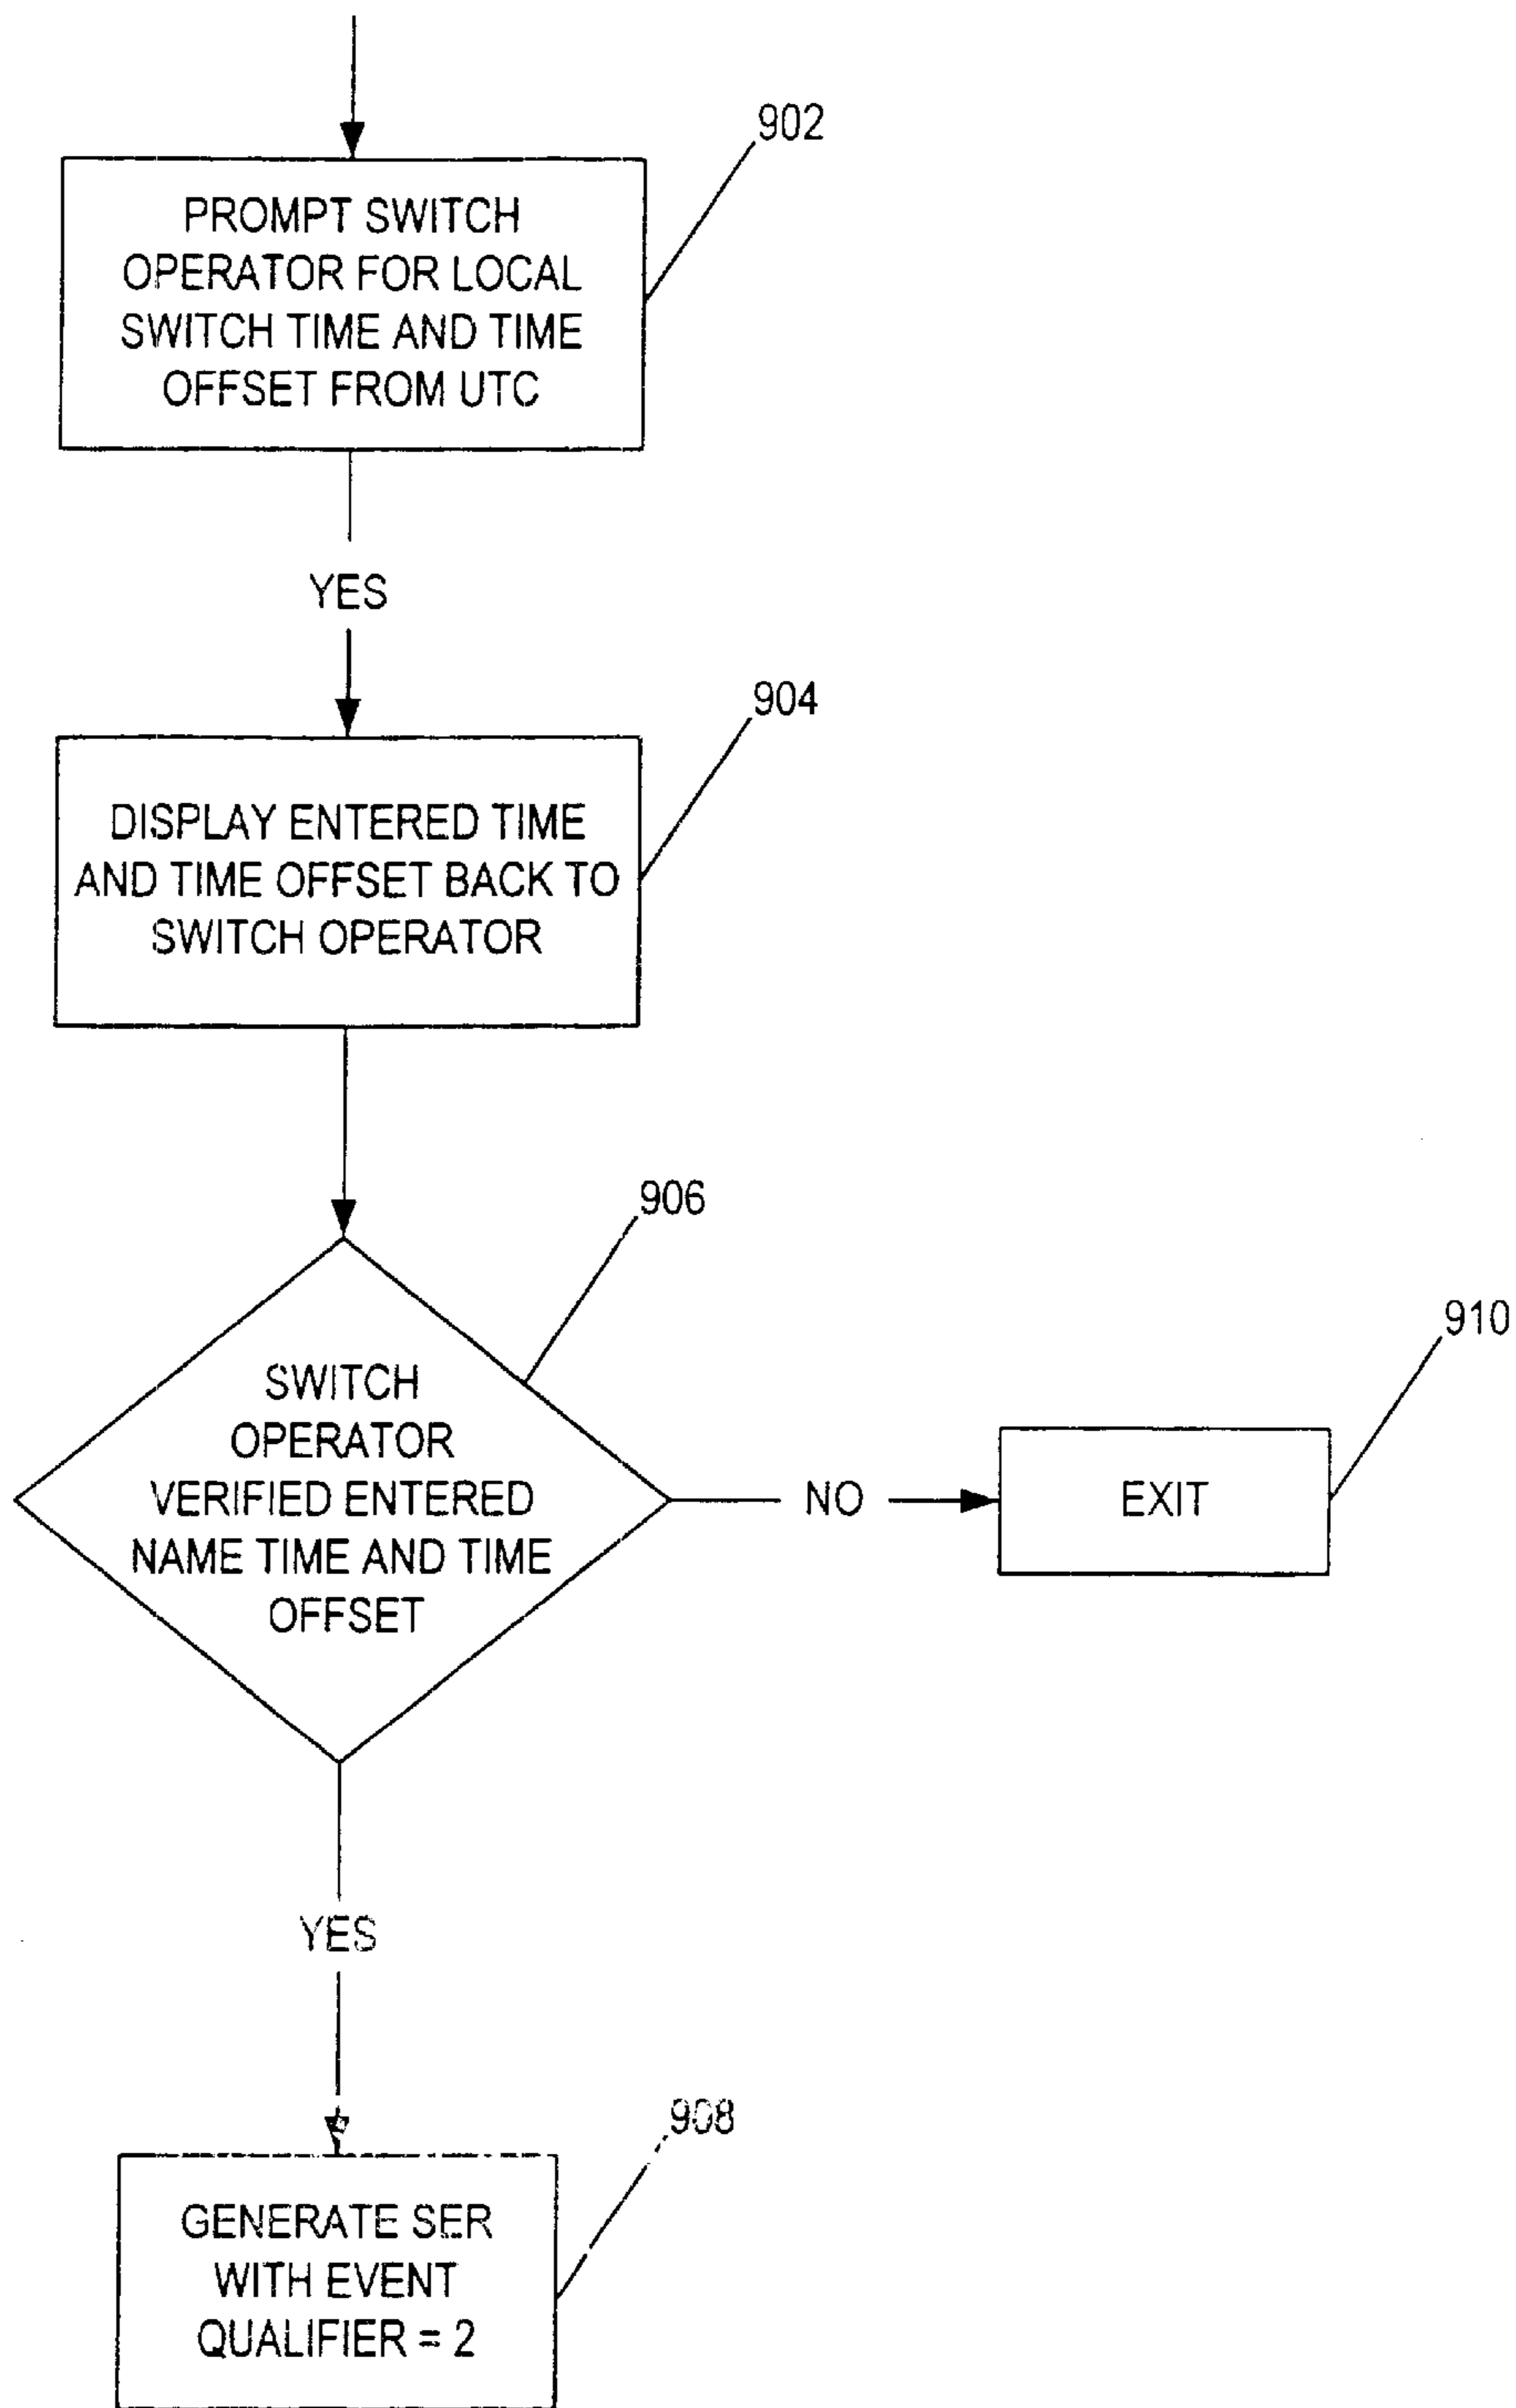 902
PROMPT SWITCH
OPERATOR FOR LOCAL
SWITCH TIME AND TIME
OFFSET FROM UTC
YES
904
DISPLAY ENTERED TIME
AND TIME OFFSET BACK TO
SWITCH OPERATOR
906
SWITCH
OPERATOR
VERIFIED ENTERED
NAME TIME AND TIME
OFFSET
NO
910
EXIT
YES
908
GENERATE SER
WITH EVENT
QUALIFIER = 2